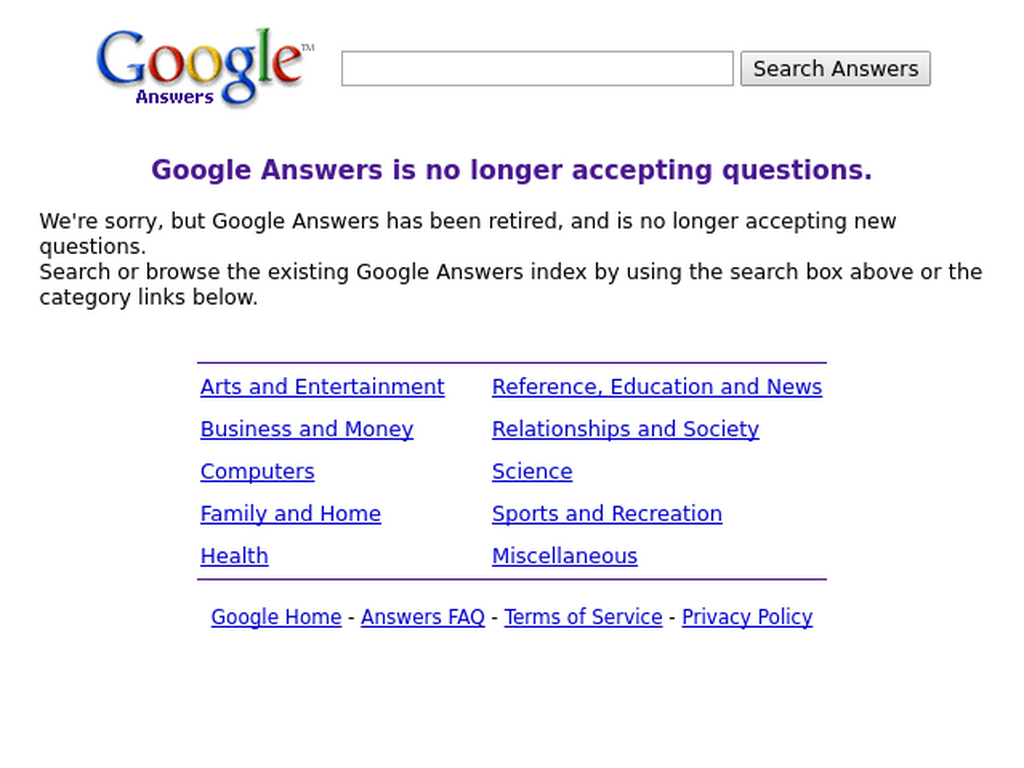 Google™
Answers
Search Answers
Google Answers is no longer accepting questions.
We're sorry, but Google Answers has been retired, and is no longer accepting new
questions.
Search or browse the existing Google Answers index by using the search box above or the
category links below.
Arts and Entertainment
Reference, Education and News
Business and Money
Relationships and Society
Computers
Science
Family and Home
Sports and Recreation
Health
Miscellaneous
Google Home - Answers FAQ - Terms of Service - Privacy Policy